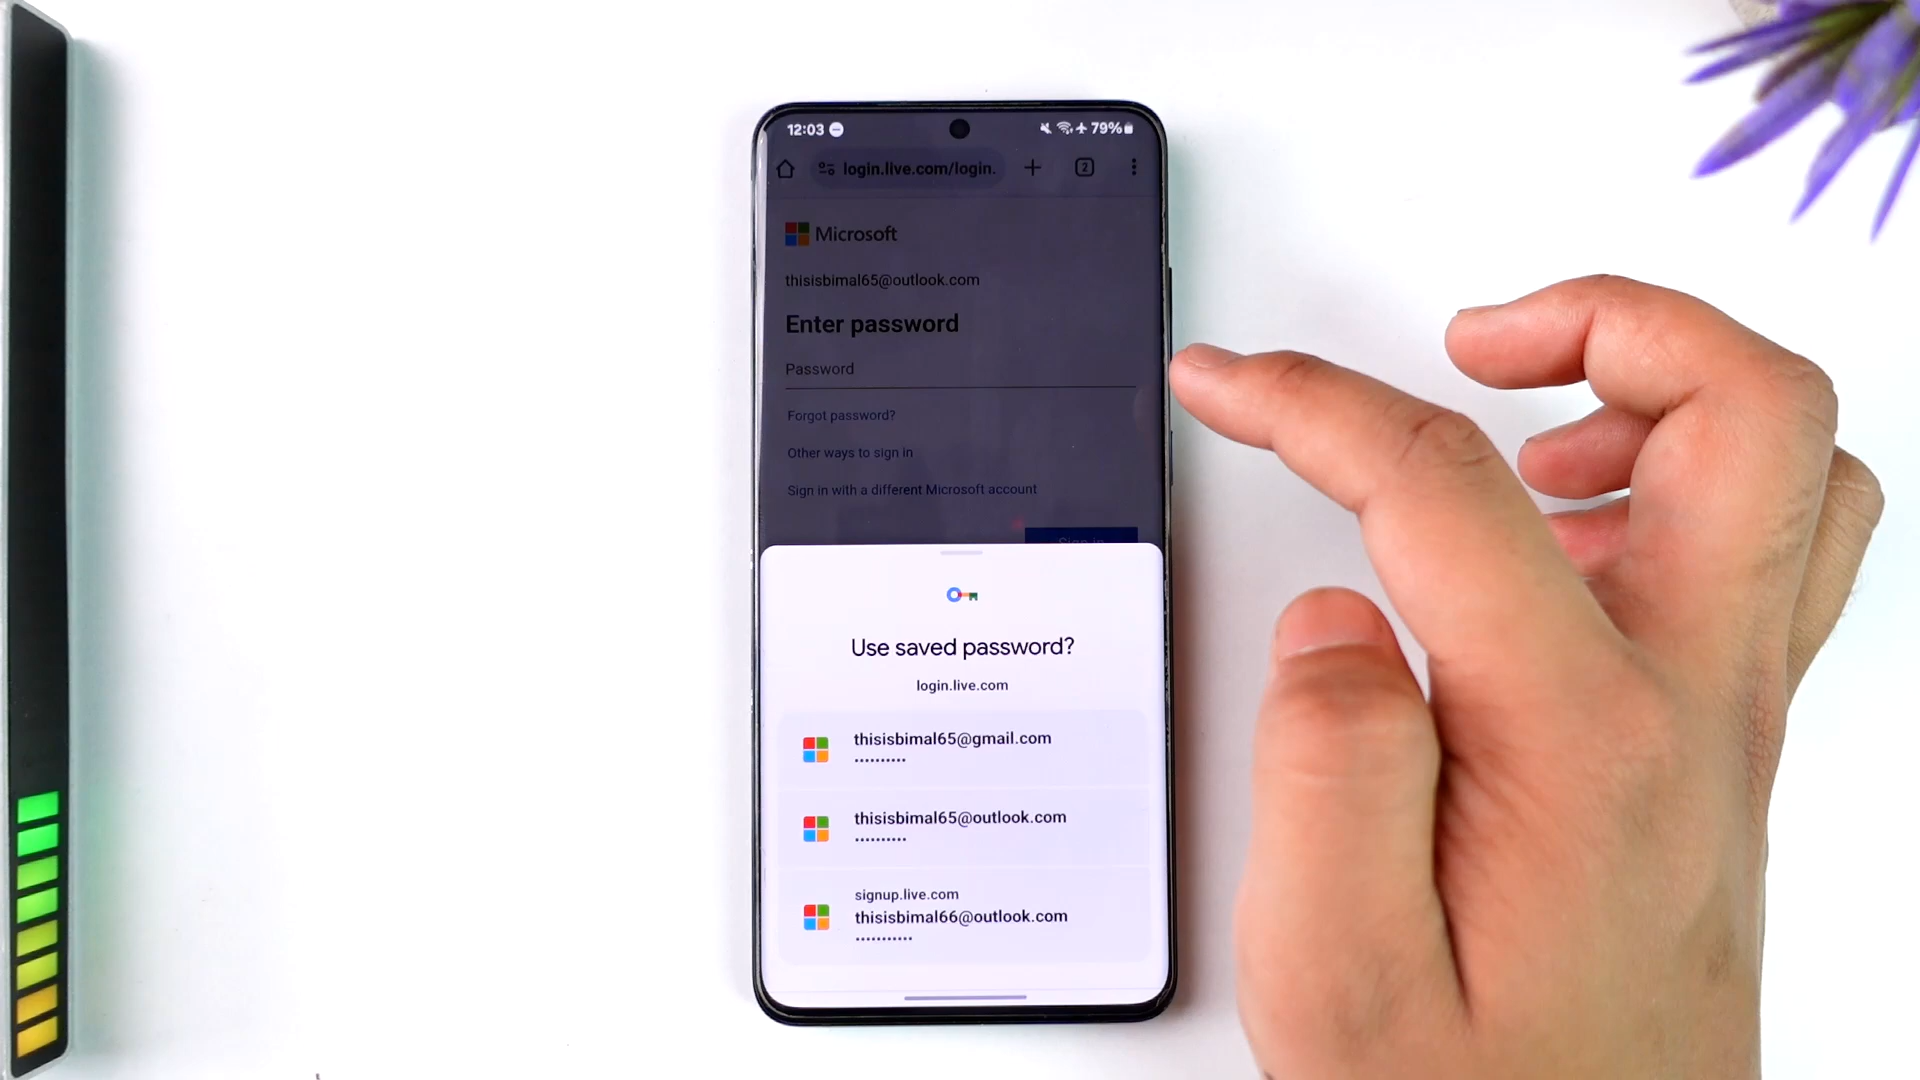 12:03
79%
login.live.com/login.
2
Microsoft
thisisbimal65@outlook.com
Enter password
Password
Forgot password?
Other ways to sign in
Sign in with a different Microsoft account
Sign in
Use saved password?
login.live.com
thisisbimal65@gmail.com
••••••••••
thisisbimal65@outlook.com
••••••••••
signup.live.com
thisisbimal66@outlook.com
•••••••••••